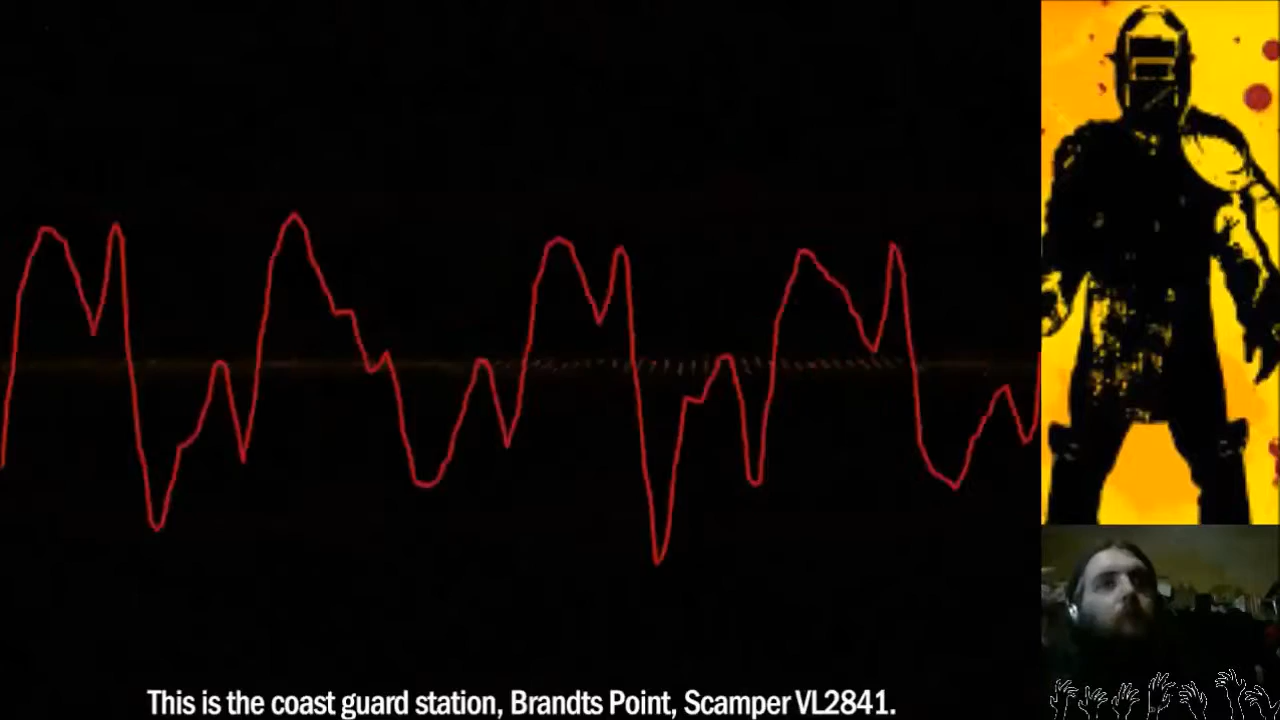 This is the coast guard station, Brandts Point, Scamper VL2841.